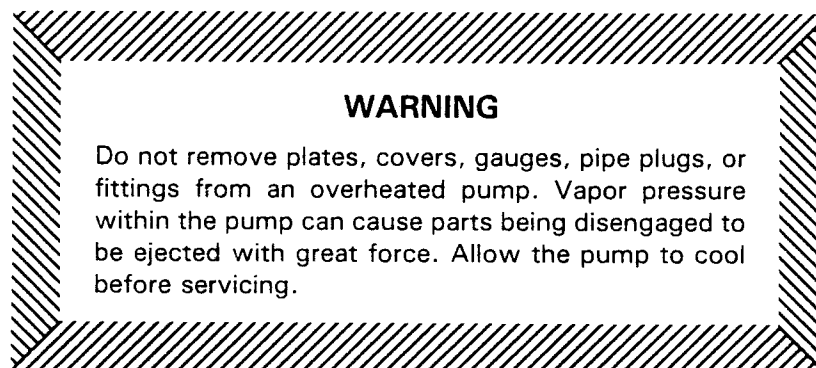 WARNING
Do not remove plates, covers, gauges, pipe plugs, or
fittings from an overheated pump. Vapor pressure
within the pump can cause parts being disengaged to
be ejected with great force. Allow the pump to cool
before servicing.